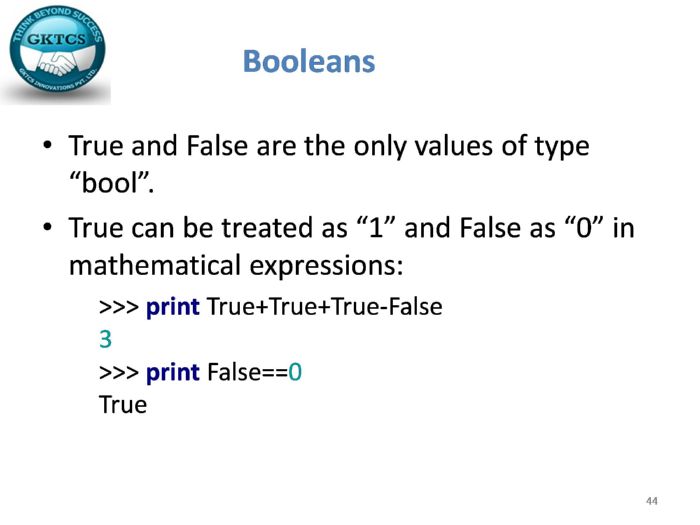 THINK BEYOND SUCCESS
GKTCS
GKTCS INNOVATIONS PVT. LTD.
Booleans
• True and False are the only values of type
“bool”.
• True can be treated as “1” and False as “0” in
mathematical expressions:
>>> print True+True+True-False
3
>>> print False==0
True
44